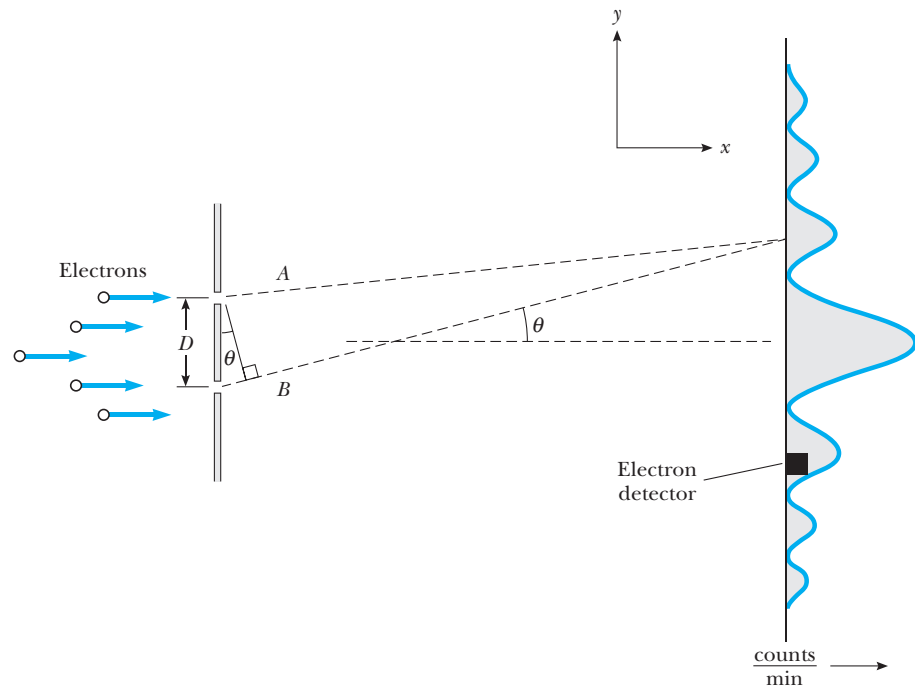 y
x
Electrons
A
D
θ
θ
B
Electron
detector
counts
min